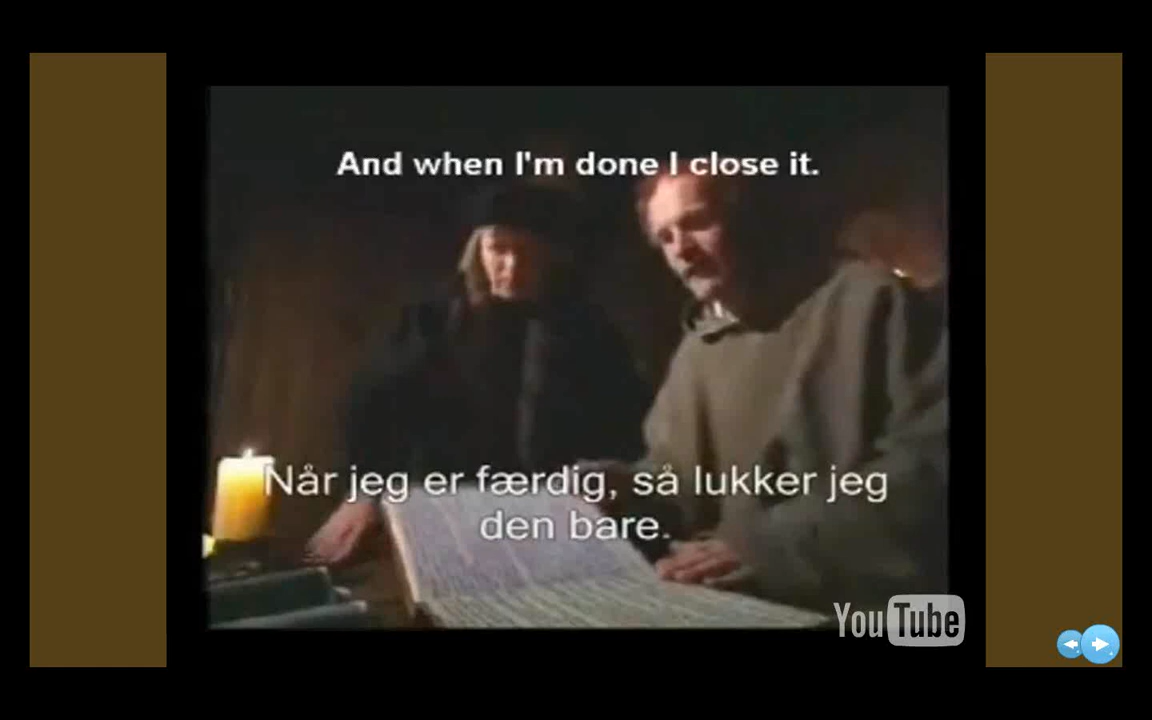 And when I'm done I close it.
Når jeg er færdig, så lukker jeg
den bare.
YouTube